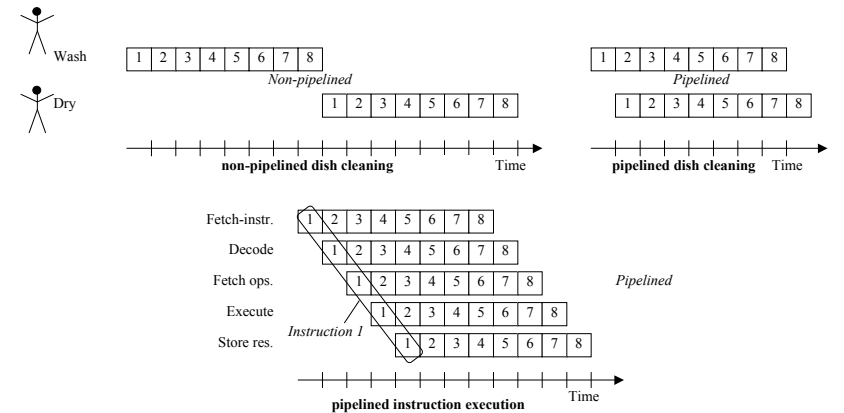 Wash 1 2 3 4 5 6 7 8 1 2 3 4 5 6 7 8
Non-pipelined Pipelined
Dry 1 2 3 4 5 6 7 8 1 2 3 4 5 6 7 8
non-pipelined dish cleaning Time pipelined dish cleaning Time
Fetch-instr. 1 2 3 4 5 6 7 8
Decode 1 2 3 4 5 6 7 8
Fetch ops. 1 2 3 4 5 6 7 8 Pipelined
Execute 1 2 3 4 5 6 7 8
Instruction 1
Store res. 1 2 3 4 5 6 7 8
Time
pipelined instruction execution